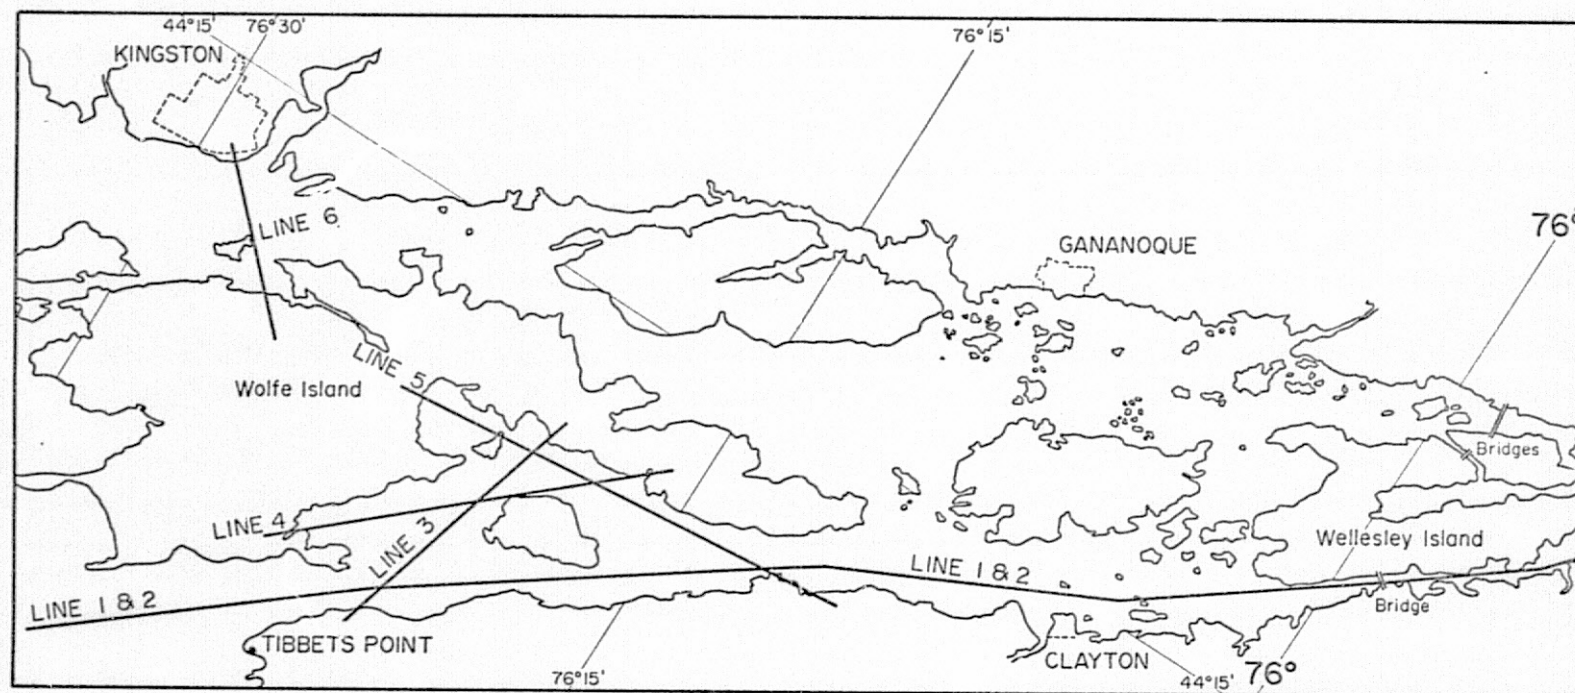 44°15' 76°30'
76°15'
KINGSTON
LINE 6
76°
GANANOQUE
LINE 5
Wolfe Island
Bridges
LINE 4
LINE 3
Wellesley Island
LINE 1 & 2
LINE 1 & 2
Bridge
TIBBETS POINT
CLAYTON
76°15'
44°15' 76°